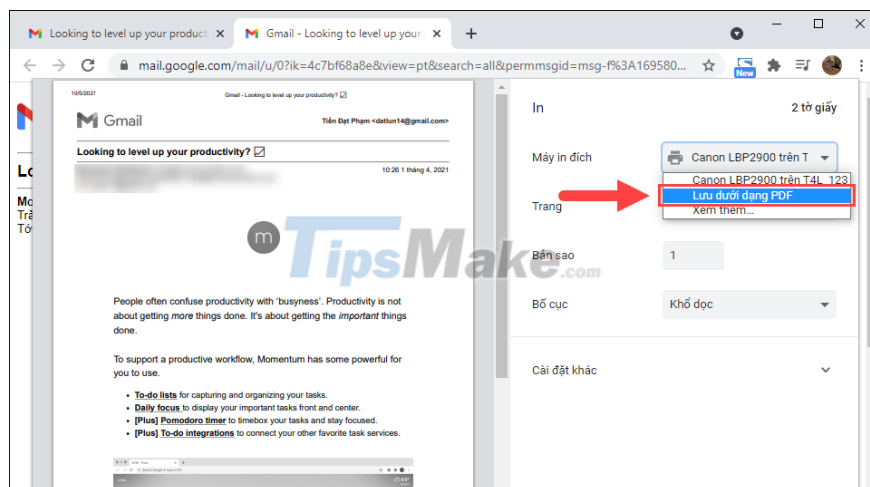 Looking to level up your product
Gmail - Looking to level up your
mail.google.com/mail/u/0?ik=4c7bf68a8e&view=pt&search=all&permmsgid=msg-f%3A169580...
New
10/5/2021
Gmail - Looking to level up your productivity?
Gmail
Tiến Đạt Phạm <datlun14@gmail.com>
Looking to level up your productivity?
10:26 1 tháng 4, 2021
m
TipsMake.com
People often confuse productivity with 'busyness'. Productivity is not
about getting more things done. It's about getting the important things
done.
To support a productive workflow, Momentum has some powerful for
you to use.
• To-do lists for capturing and organizing your tasks.
• Daily focus to display your important tasks front and center.
• [Plus] Pomodoro timer to timebox your tasks and stay focused.
• [Plus] To-do integrations to connect your other favorite task services.
Lo
Mo
Trả
Tớ
In
2 tờ giấy
Máy in đích
Canon LBP2900 trên T
Canon LBP2900 trên T4L_123
Lưu dưới dạng PDF
Xem thêm...
Trang
Bản sao
1
Bố cục
Khổ dọc
Cài đặt khác